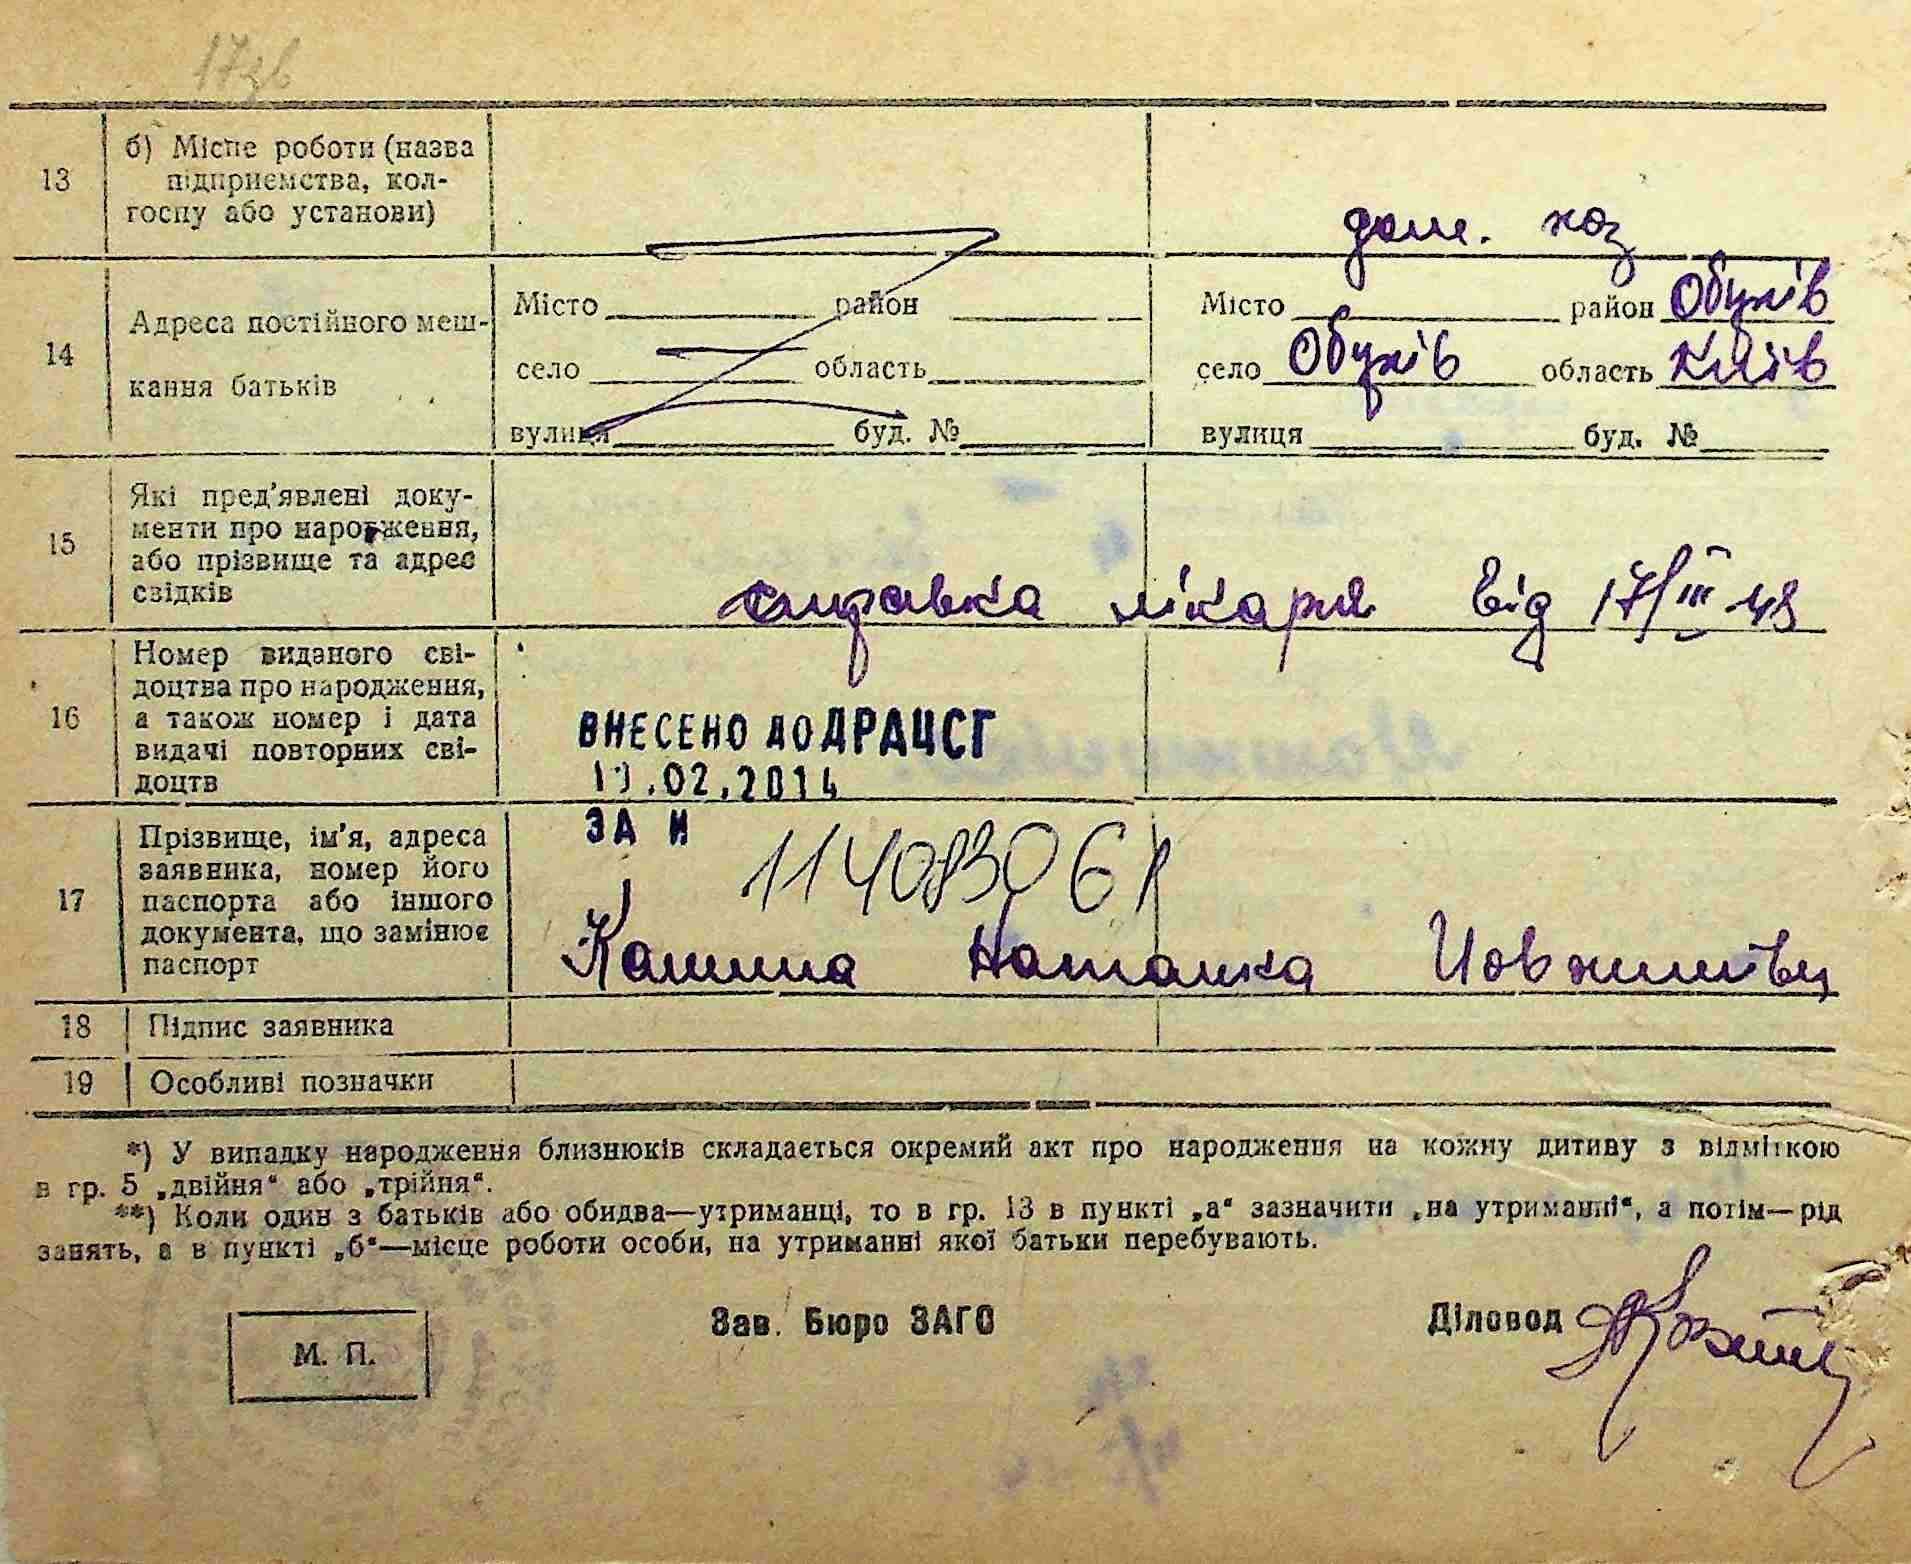 17зв
13 б) Місце роботи (назва
підприємства, кол-
госпу або установи)
дом. хоз
14 Адреса постійного меш-
кання батьків
Місто район
село область
вулиця буд. №
Місто район Обухів
село Обухів область Київ
вулиця буд. №
15 Які пред'явлені доку-
менти про народження,
або прізвище та адрес
свідків
справка лікаря від 17/III-48
16 Номер виданого сві-
доцтва про народження,
а також номер і дата
видачі повторних сві-
доцтв
ВНЕСЕНО ДО ДРАЦСГ
.02.2014
ЗА N
17 Прізвище, ім'я, адреса
заявника, номер його
паспорта або іншого
документа, що замінює
паспорт
Наталка
18 Підпис заявника
19 Особливі позначки
*) У випадку народження близнюків складається окремий акт про народження на кожну дитину з відміткою
в гр. 5 „двійня“ або „трійня“.
**) Коли один з батьків або обидва—утриманці, то в гр. 13 в пункті „а“ зазначити „на утриманні“, а потім—рід
занять, а в пункті „б“—місце роботи особи, на утриманні якої батьки перебувають.
М. П.
Зав. Бюро ЗАГС
Діловод